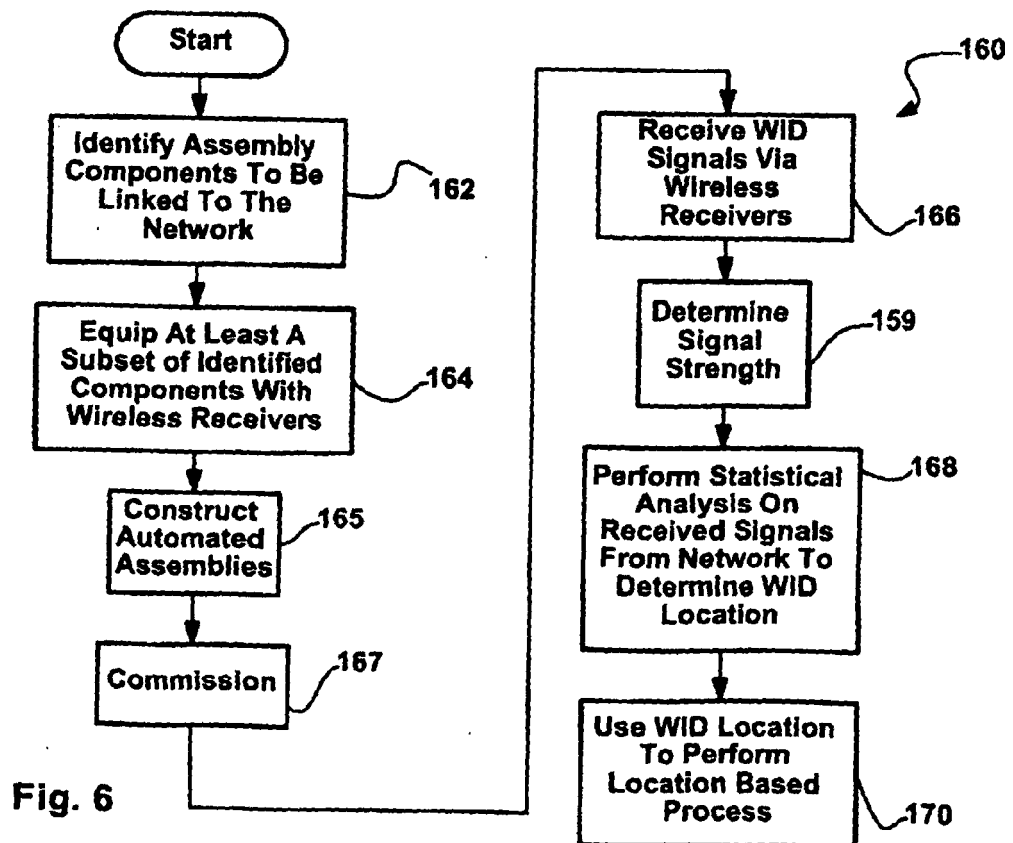 Start
Identify Assembly
Components To Be
Linked To The
Network
162
Equip At Least A
Subset of Identified
Components With
Wireless Receivers
164
Construct
Automated
Assemblies
165
Commission
167
160
Receive WID
Signals Via
Wireless
Receivers
166
Determine
Signal
Strength
159
Perform Statistical
Analysis On
Received Signals
From Network To
Determine WID
Location
168
Use WID Location
To Perform
Location Based
Process
170
Fig. 6